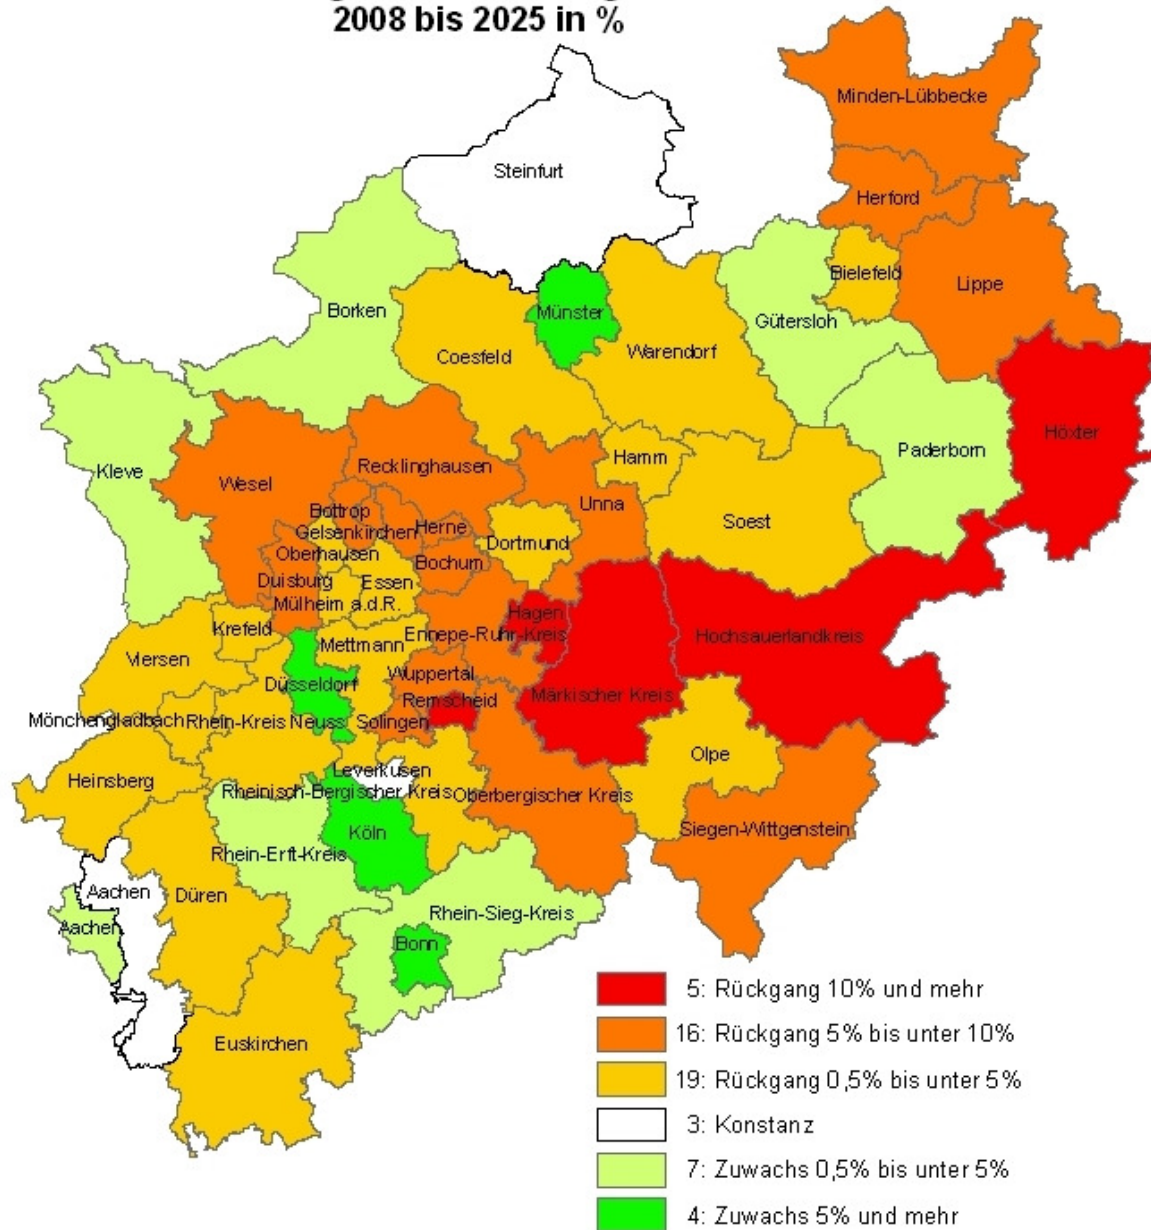 2008 bis 2025 in %
Minden-Lübbecke
Steinfurt
Herford
Bielefeld
Lippe
Borken
Münster
Gütersloh
Coesfeld
Warendorf
Höxter
Kleve
Wesel
Recklinghausen
Hamm
Paderborn
Bottrop
Unna
Soest
Gelsenkirchen
Herne
Dortmund
Oberhausen
Bochum
Duisburg
Essen
Mülheim a.d.R.
Hagen
Krefeld
Mettmann
Ennepe-Ruhr-Kreis
Hochsauerlandkreis
Viersen
Düsseldorf
Wuppertal
Remscheid
Märkischer Kreis
Mönchengladbach
Rhein-Kreis Neuss
Solingen
Olpe
Heinsberg
Leverkusen
Rheinisch-Bergischer Kreis
Oberbergischer Kreis
Köln
Siegen-Wittgenstein
Rhein-Erft-Kreis
Aachen
Düren
Rhein-Sieg-Kreis
Aachen
Bonn
Euskirchen
5: Rückgang 10% und mehr
16: Rückgang 5% bis unter 10%
19: Rückgang 0,5% bis unter 5%
3: Konstanz
7: Zuwachs 0,5% bis unter 5%
4: Zuwachs 5% und mehr